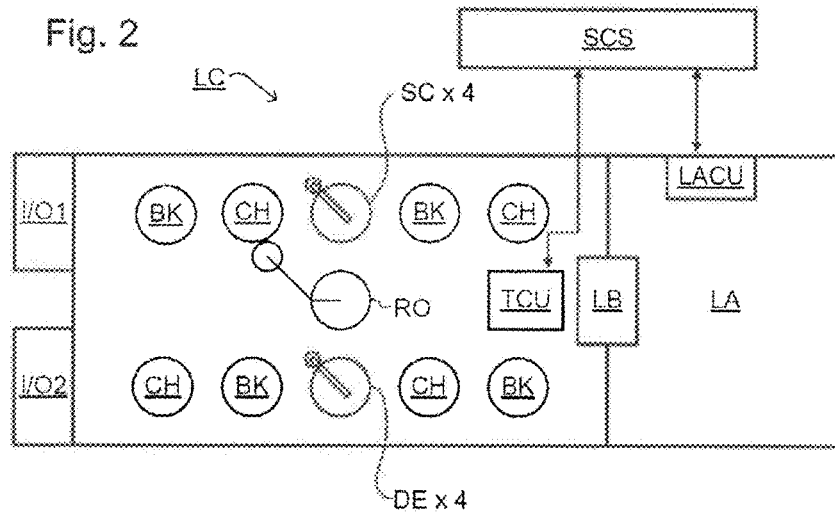 Fig. 2
SCS
LC
SC x 4
LACU
I/O1
BK
CH
BK
CH
RO
TCU
LB
LA
I/O2
CH
BK
CH
BK
DE x 4